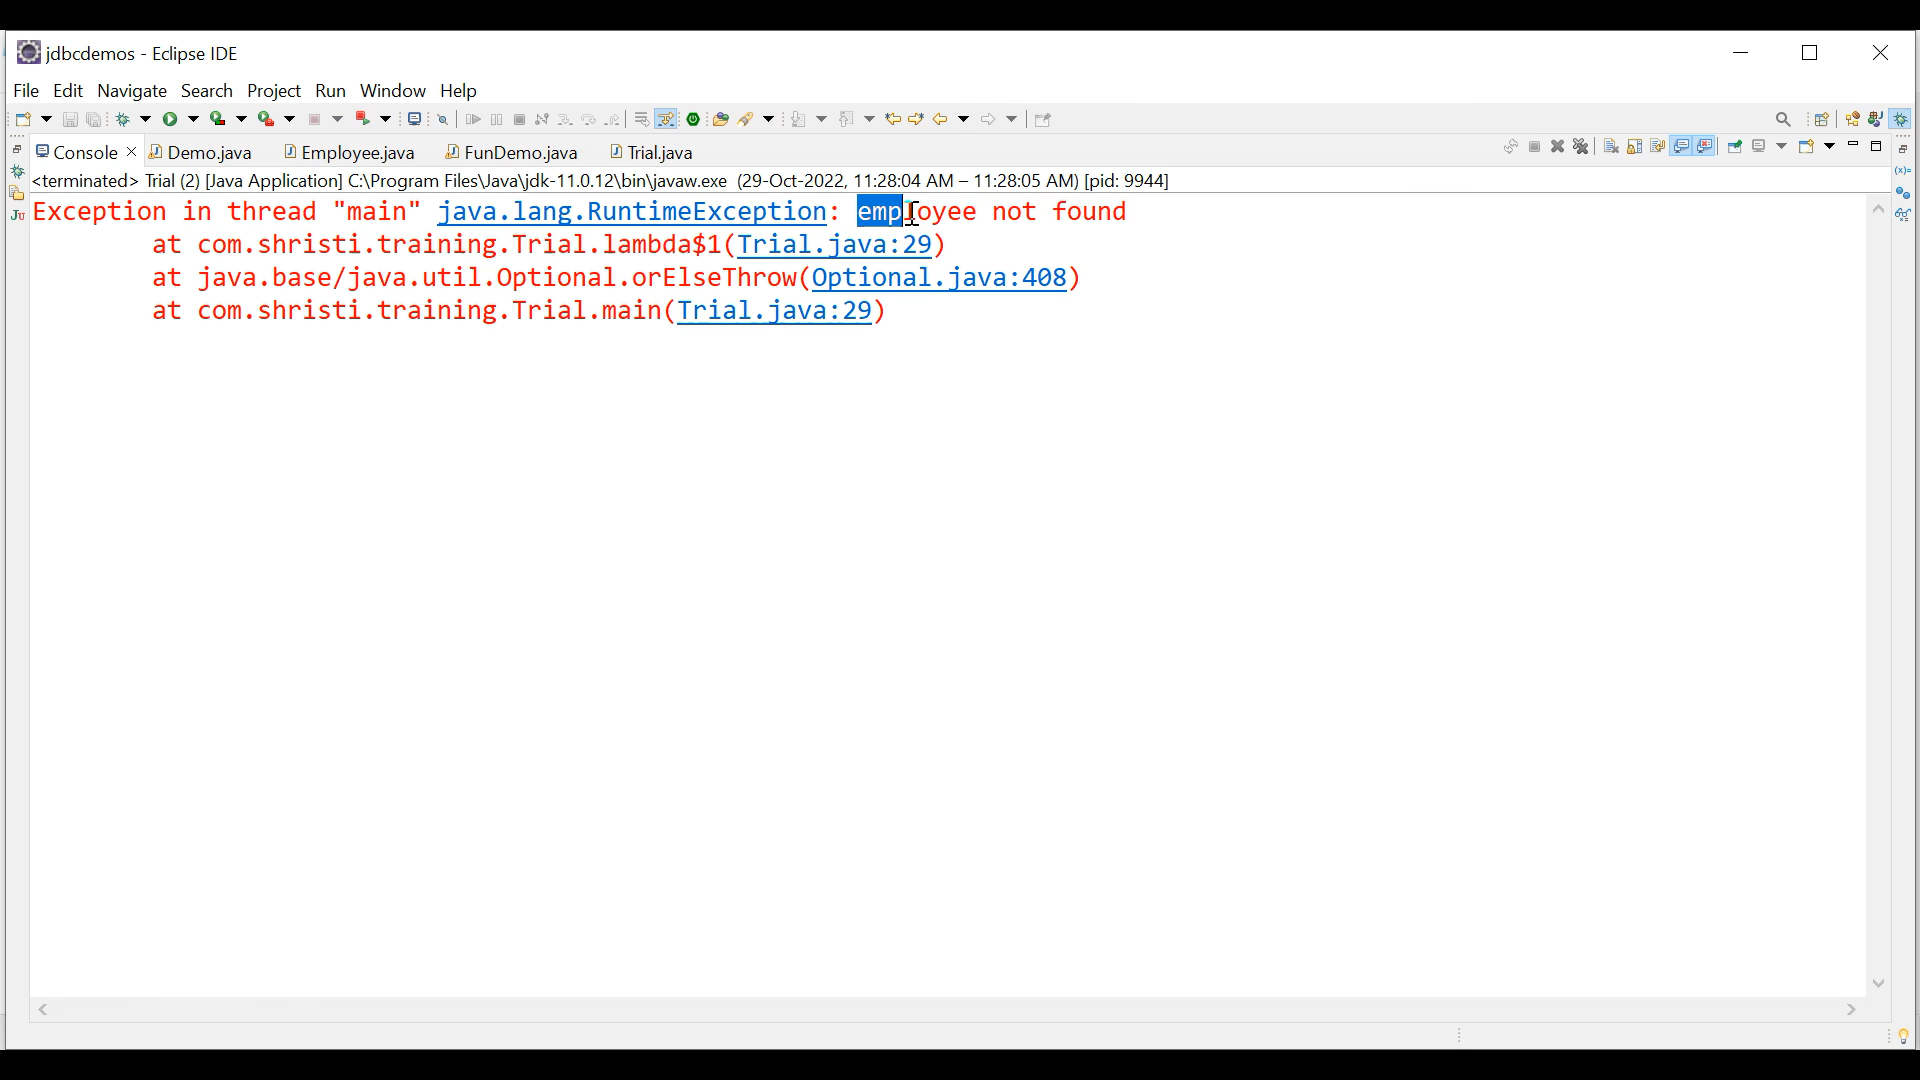 jdbcdemos - Eclipse IDE
File Edit Navigate Search Project Run Window Help
Console Demo.java Employee.java FunDemo.java Trial.java
<terminated> Trial (2) [Java Application] C:\Program Files\Java\jdk-11.0.12\bin\javaw.exe (29-Oct-2022, 11:28:04 AM – 11:28:05 AM) [pid: 9944]
Exception in thread "main" java.lang.RuntimeException: employee not found
at com.shristi.training.Trial.lambda$1(Trial.java:29)
at java.base/java.util.Optional.orElseThrow(Optional.java:408)
at com.shristi.training.Trial.main(Trial.java:29)